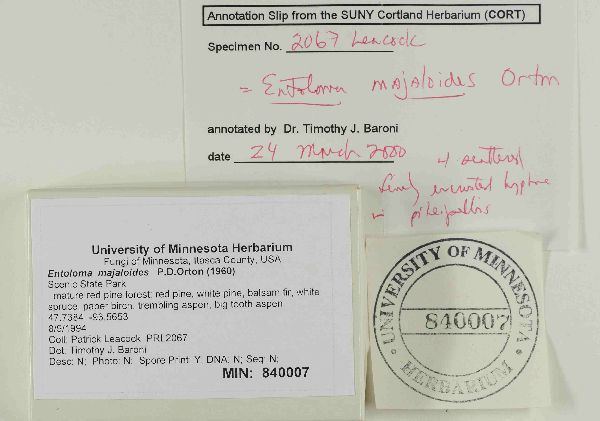 Annotation Slip from the SUNY Cortland Herbarium (CORT)
Specimen No. 2067 Leacock
= Entoloma majaloides Orton
annotated by Dr. Timothy J. Baroni
date 24 March 2000
scattered
finely incrusted hyphae
in pileipellis
University of Minnesota Herbarium
Fungi of Minnesota, Itasca County, USA
Entoloma majaloides P.D.Orton (1960)
Scenic State Park
mature red pine forest; red pine, white pine, balsam fir, white
spruce, paper birch, trembling aspen, big tooth aspen
47.7384 -93.5653
8/9/1994
Coll: Patrick Leacock PRL2067
Det: Timothy J. Baroni
Desc: N; Photo: N; Spore Print: Y, DNA: N; Seq: N;
MIN: 840007
UNIVERSITY OF MINNESOTA
840007
HERBARIUM